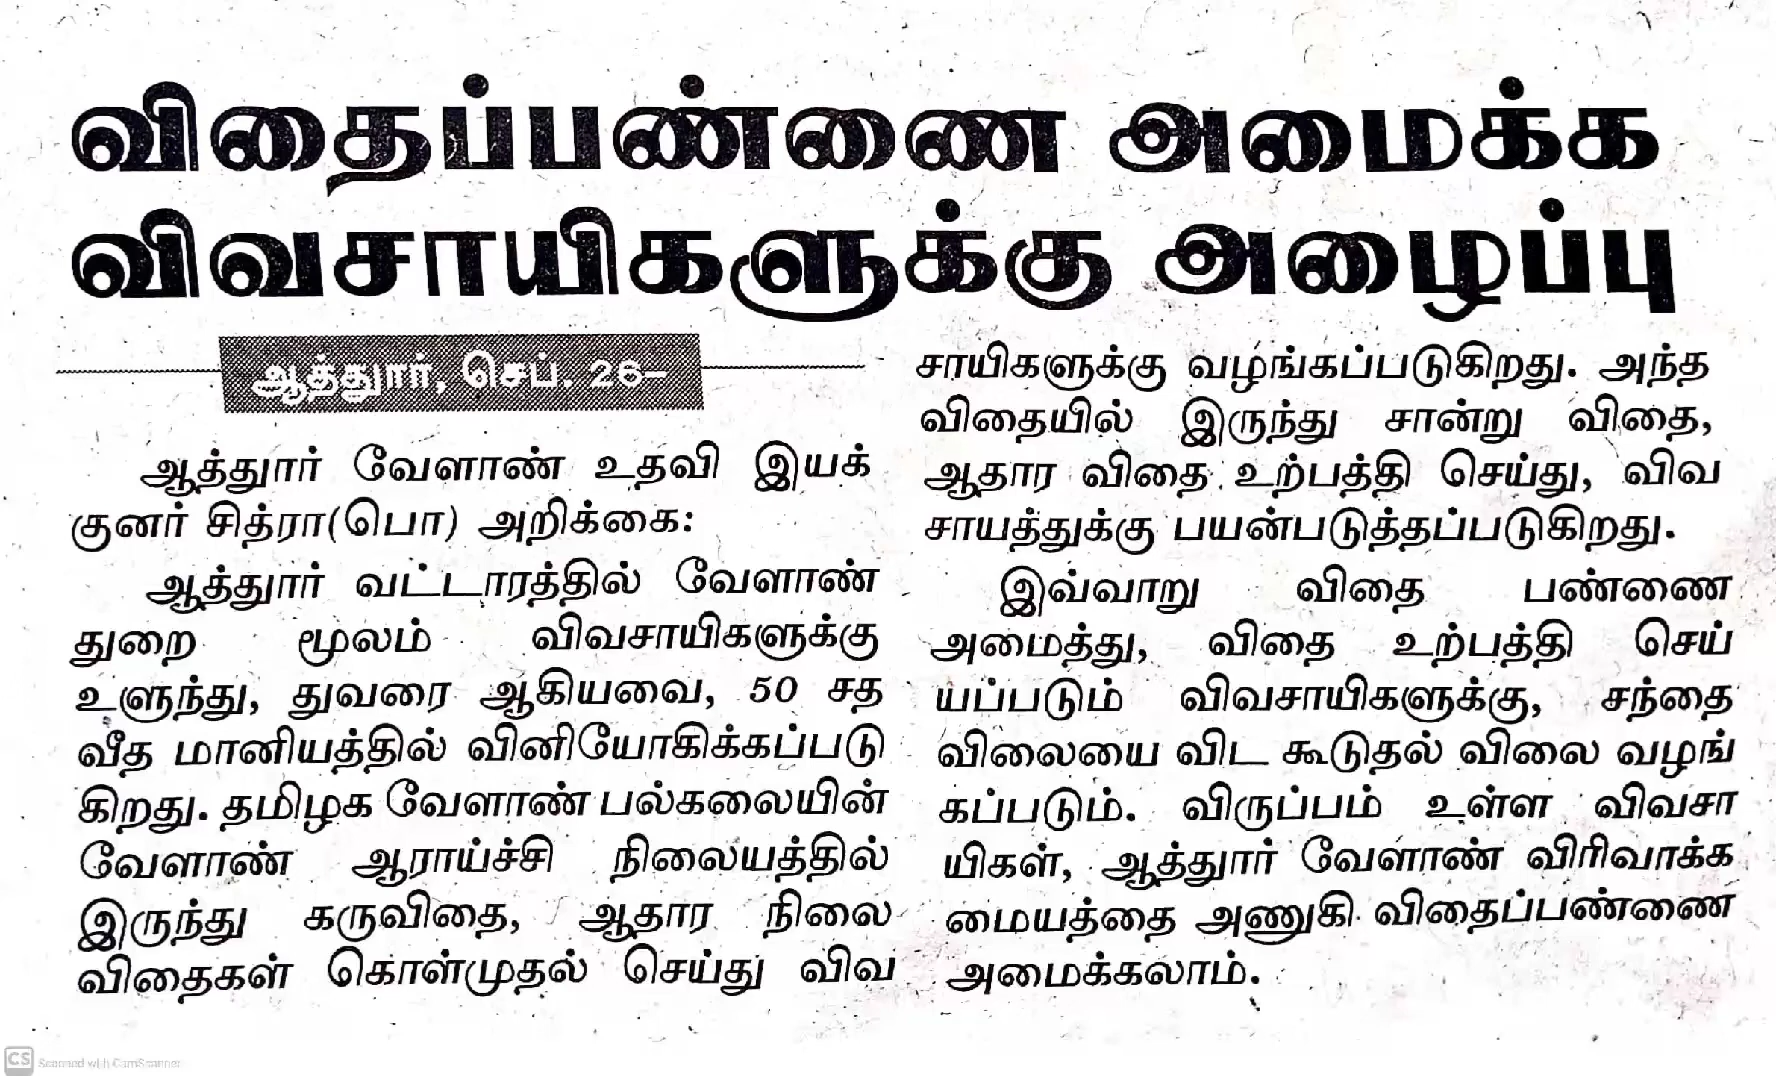 விதைப்பண்ணை அமைக்க
விவசாயிகளுக்கு அழைப்பு
ஆத்தூர், செப். 26–
ஆத்தூர் வேளாண் உதவி இயக்
குனர் சித்ரா(பொ) அறிக்கை:
ஆத்தூர் வட்டாரத்தில் வேளாண்
துறை மூலம் விவசாயிகளுக்கு
உளுந்து, துவரை ஆகியவை, 50 சத
வீத மானியத்தில் வினியோகிக்கப்படு
கிறது. தமிழக வேளாண் பல்கலையின்
வேளாண் ஆராய்ச்சி நிலையத்தில்
இருந்து கருவிதை, ஆதார நிலை
விதைகள் கொள்முதல் செய்து விவ
சாயிகளுக்கு வழங்கப்படுகிறது. அந்த
விதையில் இருந்து சான்று விதை,
ஆதார விதை உற்பத்தி செய்து, விவ
சாயத்துக்கு பயன்படுத்தப்படுகிறது.
இவ்வாறு விதை பண்ணை
அமைத்து, விதை உற்பத்தி செய்
யப்படும் விவசாயிகளுக்கு, சந்தை
விலையை விட கூடுதல் விலை வழங்
கப்படும். விருப்பம் உள்ள விவசா
யிகள், ஆத்தூர் வேளாண் விரிவாக்க
மையத்தை அணுகி விதைப்பண்ணை
அமைக்கலாம்.
CS Scanned with CamScanner